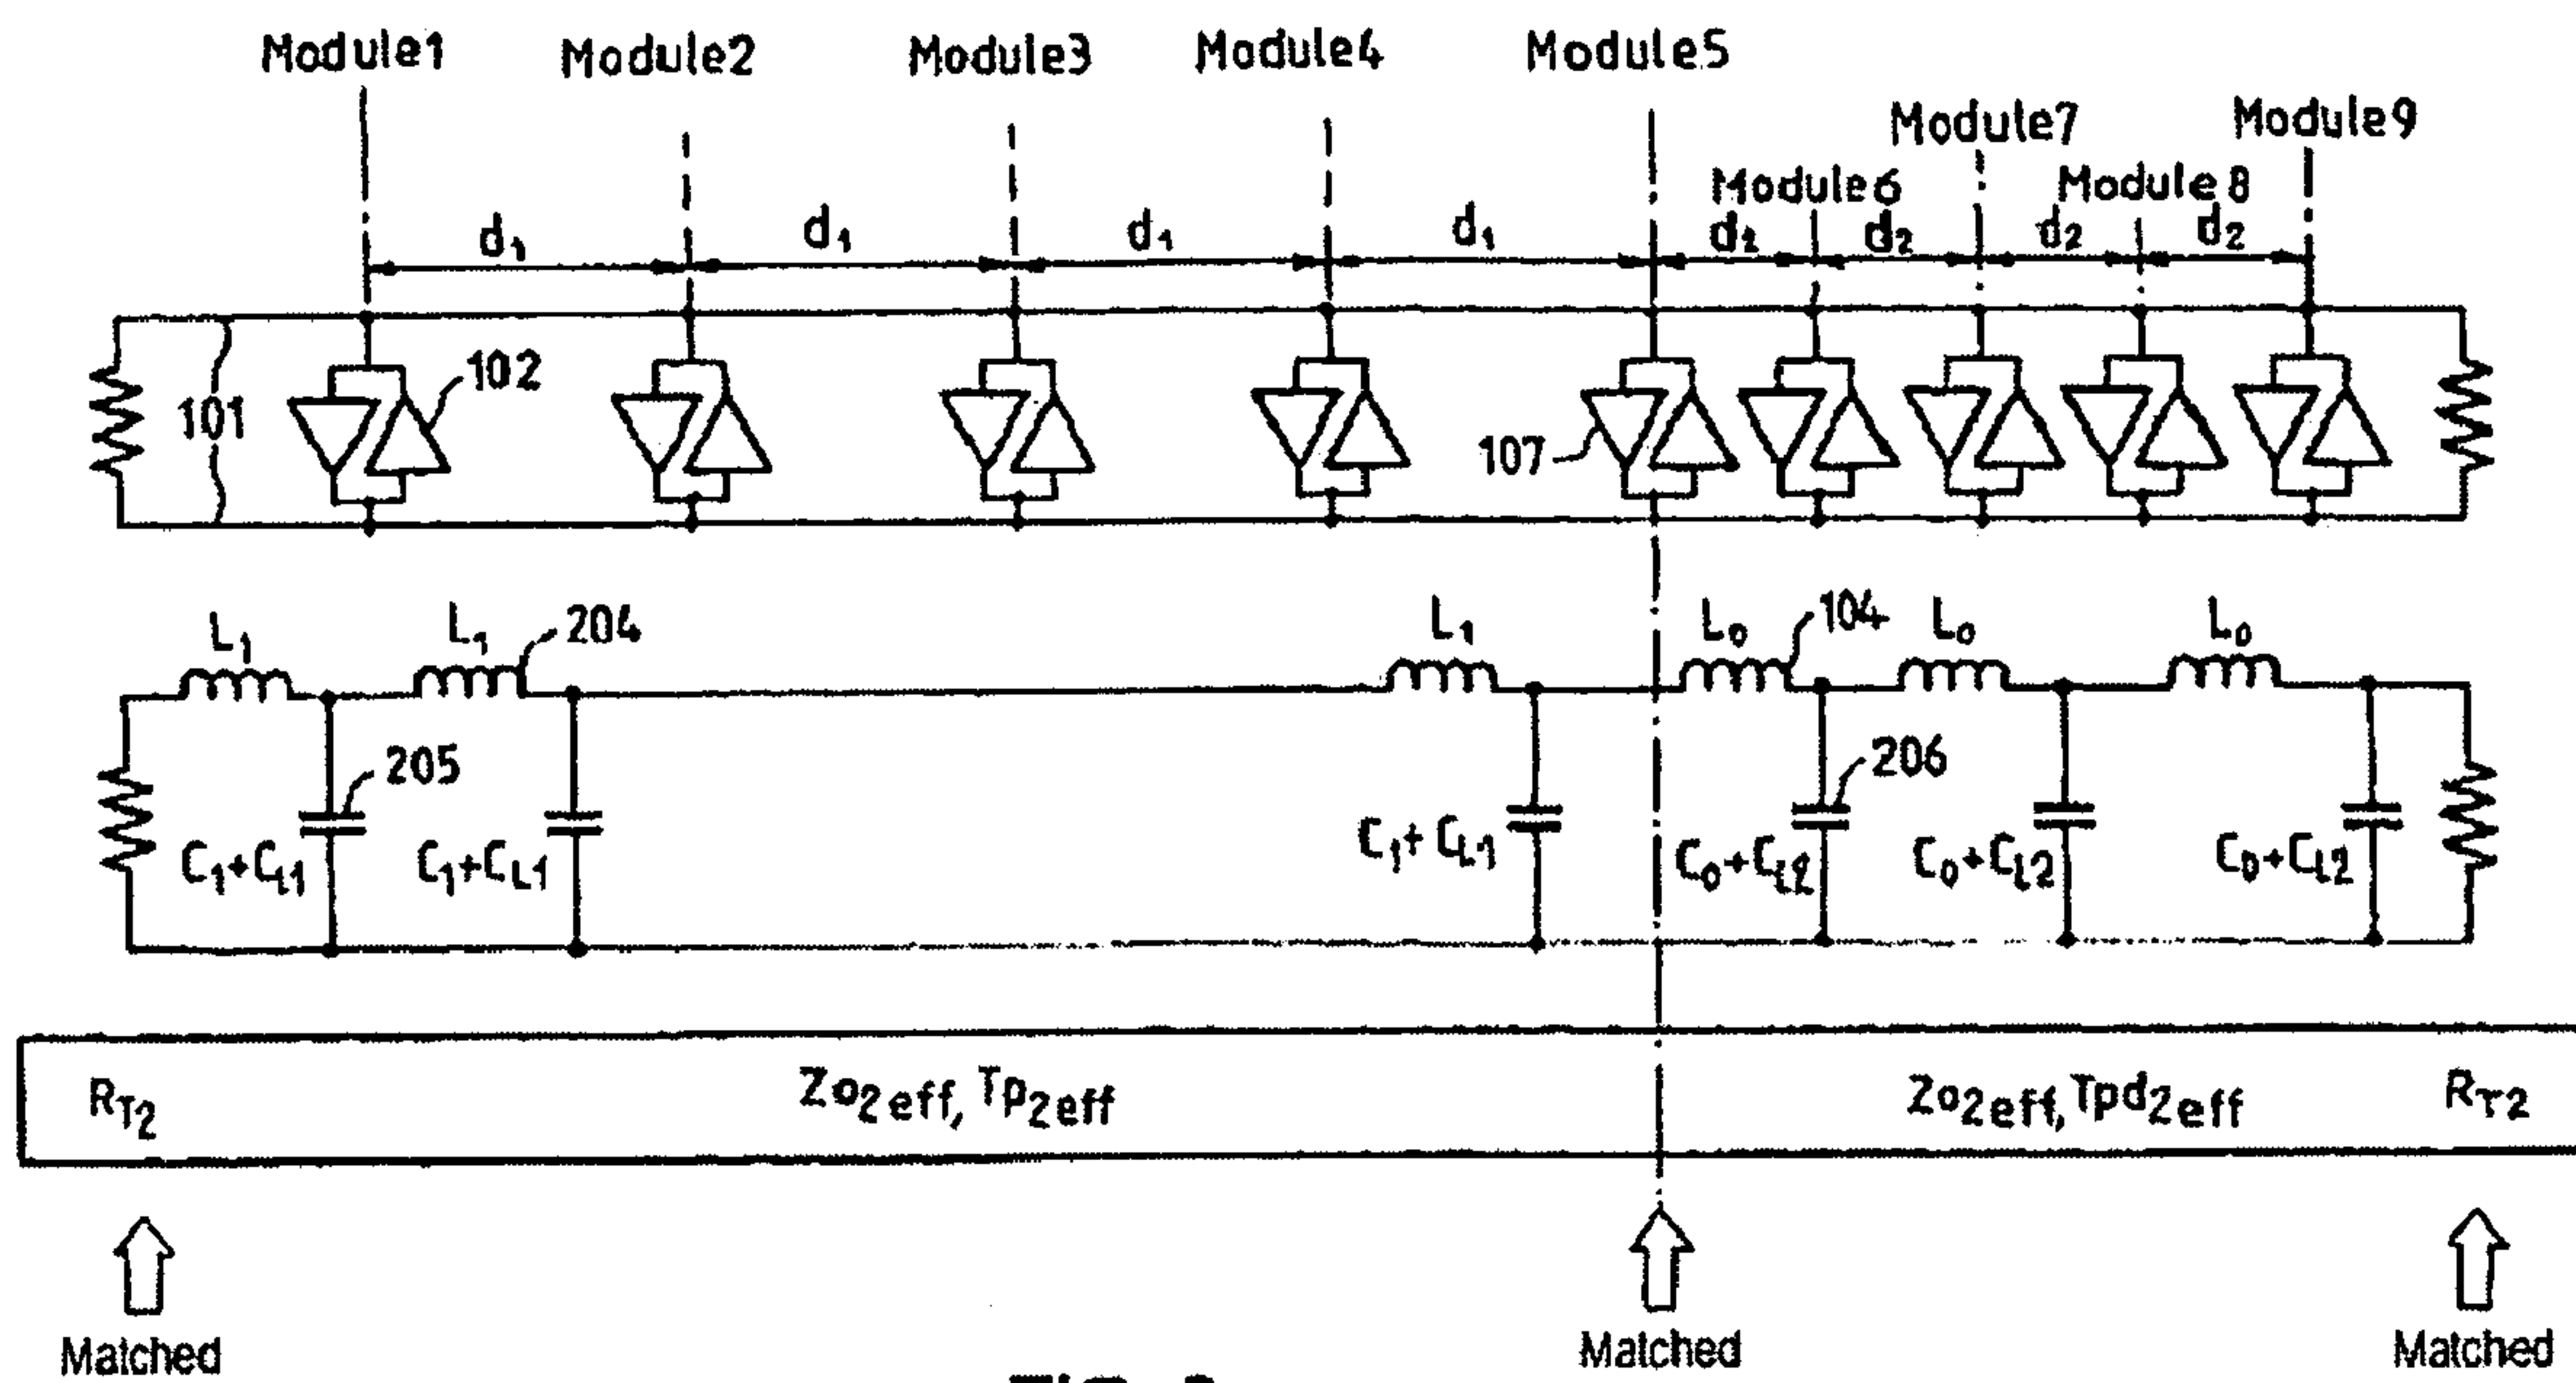 Module1 Module2 Module3 Module4 Module5
Module7 Module9
Module6 Module8
d₁ d₁ d₁ d₁ d₂ d₂ d₂ d₂
101 102 107
L₁ L₁ 204 L₁ L₀ 104 L₀ L₀
205 206
C₁+CL1 C₁+CL1 C₁+CL1 C₀+CL2 C₀+CL2 C₀+CL2
RT2 Zo2eff, Tp2eff Zo2eff, Tpd2eff RT2
Matched Matched Matched